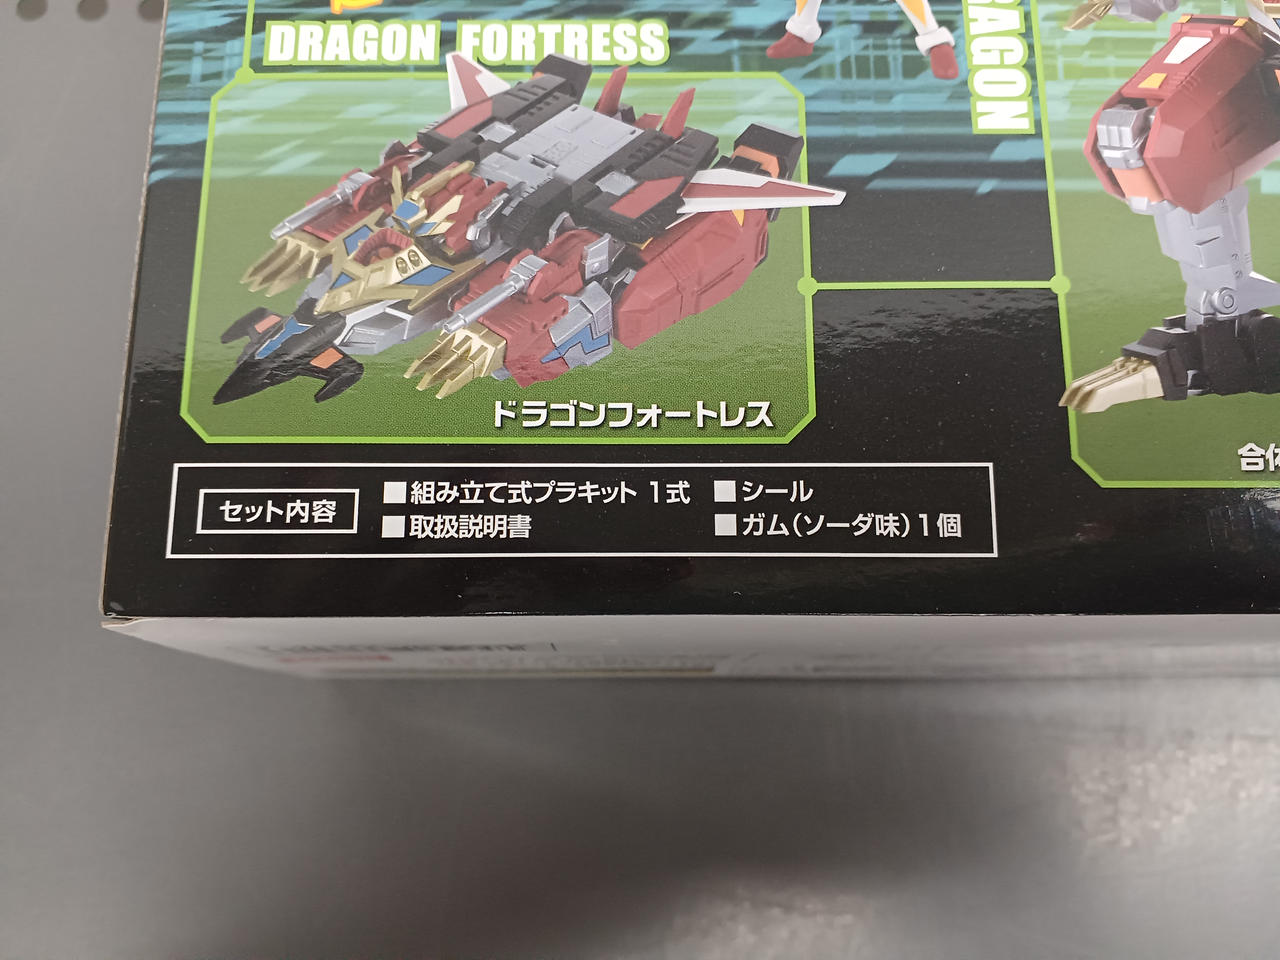 DRAGON FORTRESS
AGON
ドラゴンフォートレス
合体
セット内容
■組み立て式プラキット 1式 ■シール
■取扱説明書 ■ガム(ソーダ味)1個